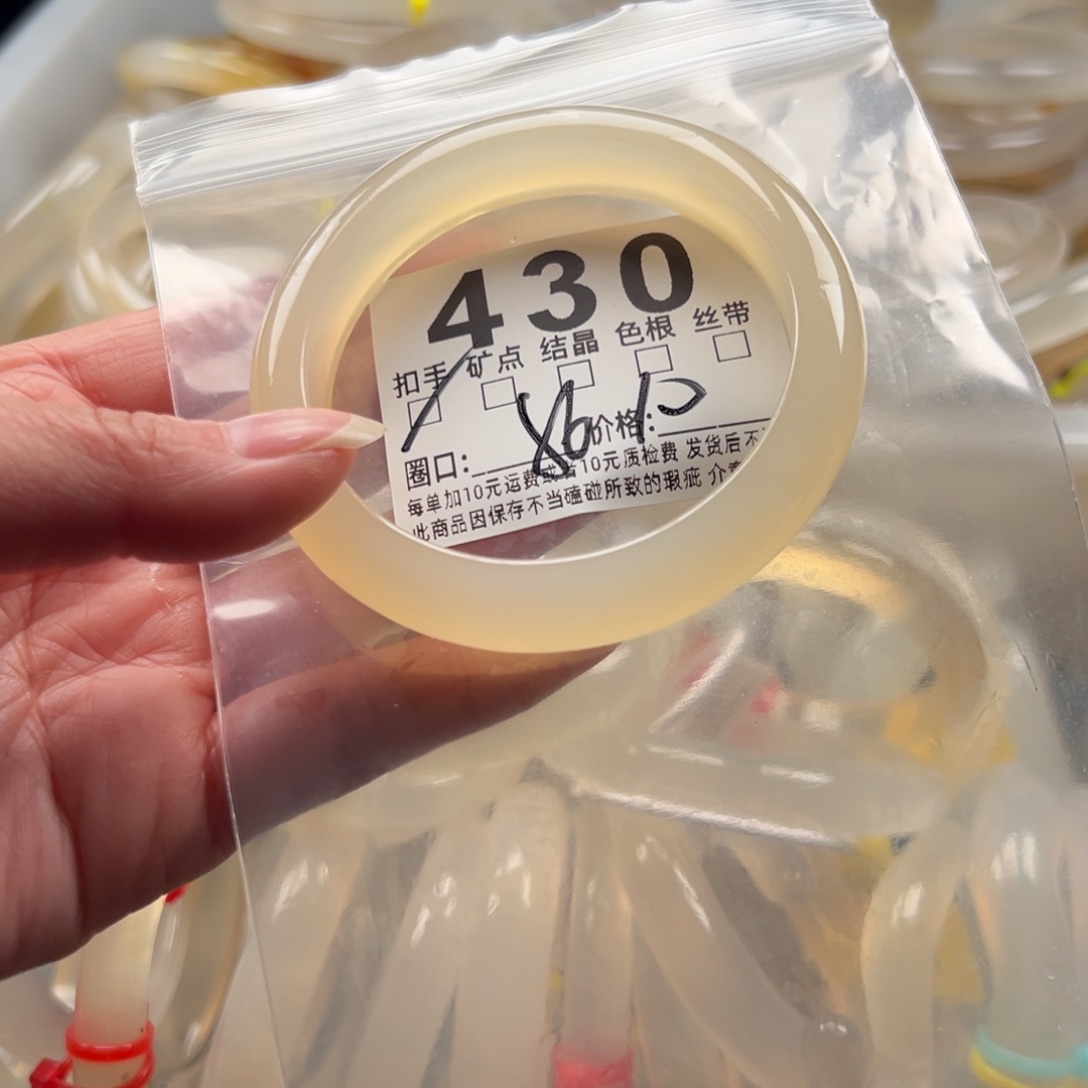 430
扣手 矿点 结晶 色根 丝带
圈口: 价格:
每单加10元运费或者10元质检费 发货后不
此商品因保存不当磕碰所致的瑕疵 介